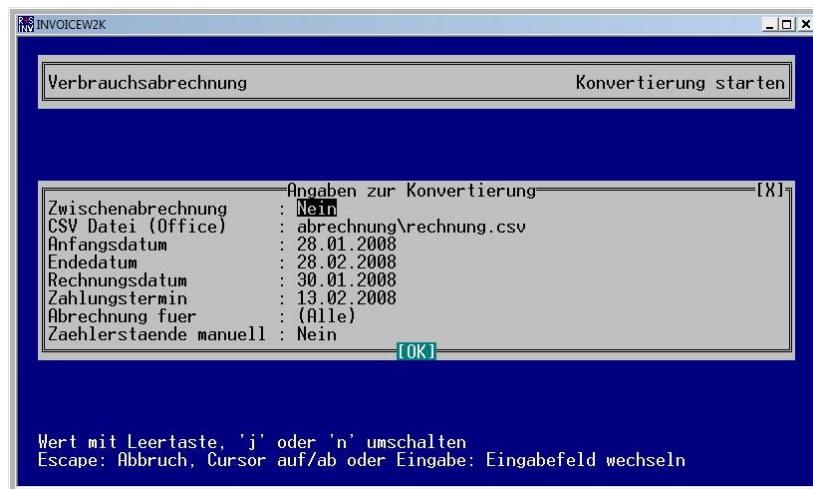 R+S INV INVOICEW2K
Verbrauchsabrechnung Konvertierung starten
Angaben zur Konvertierung [X]
Zwischenabrechnung : Nein
CSV Datei (Office) : abrechnung\rechnung.csv
Anfangsdatum : 28.01.2008
Endedatum : 28.02.2008
Rechnungsdatum : 30.01.2008
Zahlungstermin : 13.02.2008
Abrechnung fuer : (Alle)
Zaehlerstaende manuell : Nein
[OK]
Wert mit Leertaste, 'j' oder 'n' umschalten
Escape: Abbruch, Cursor auf/ab oder Eingabe: Eingabefeld wechseln